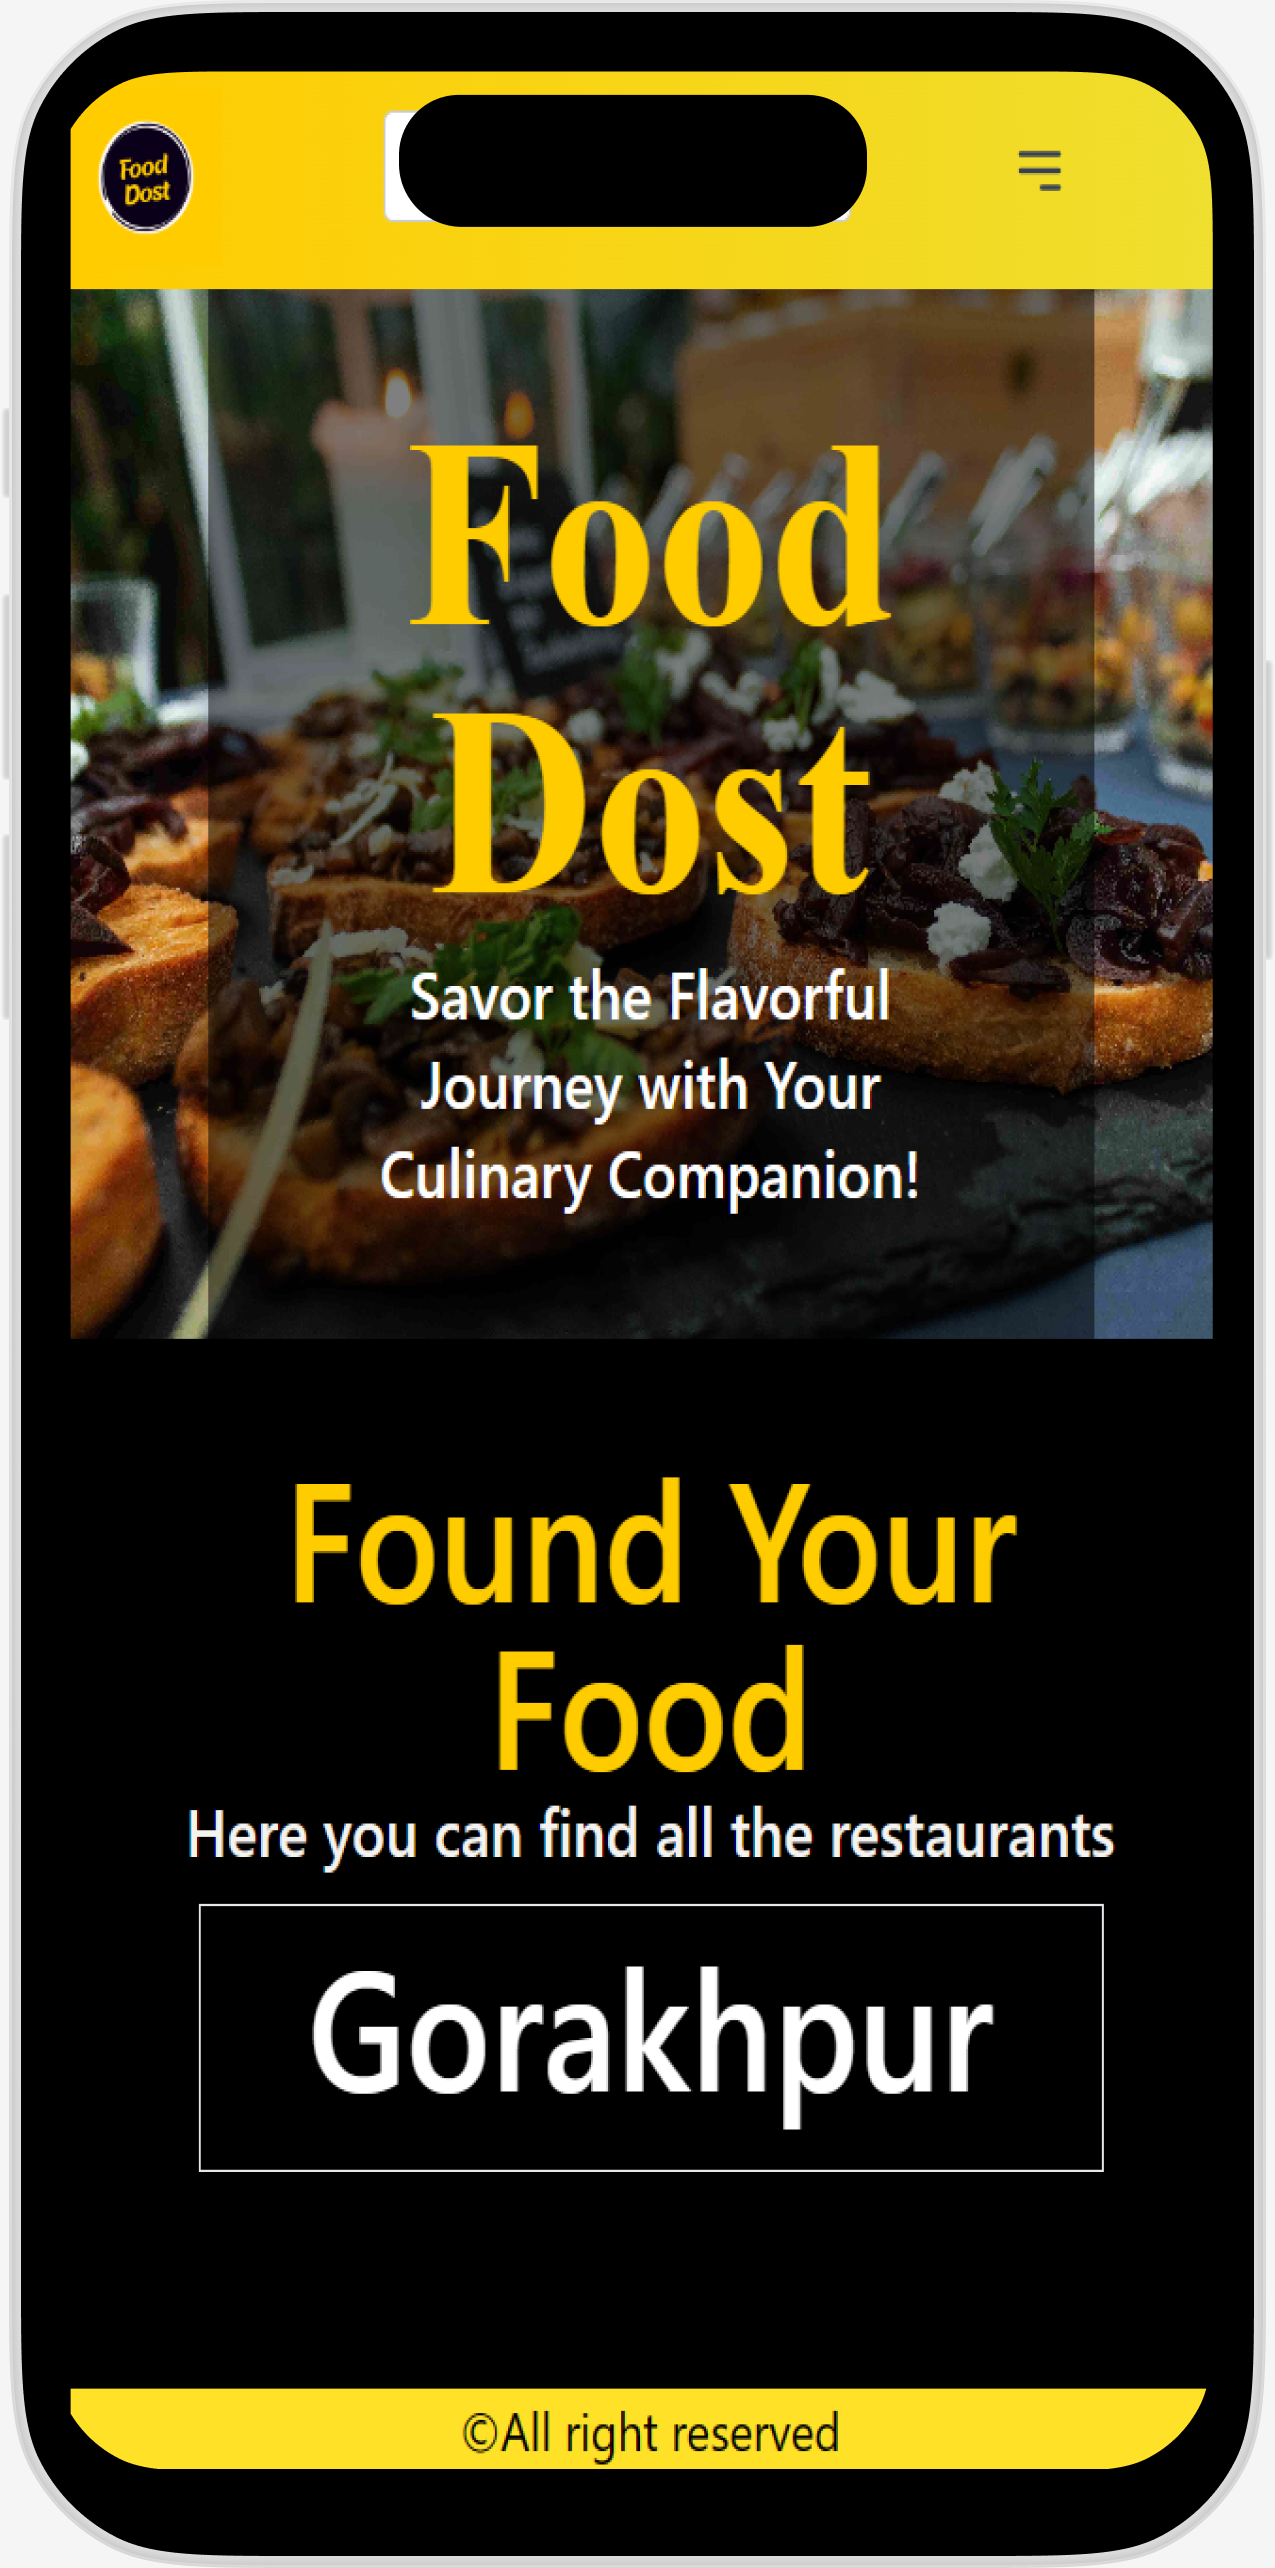 Food
Dost
Food
Dost
Savor the Flavorful
Journey with Your
Culinary Companion!
Found Your
Food
Here you can find all the restaurants
Gorakhpur
©All right reserved